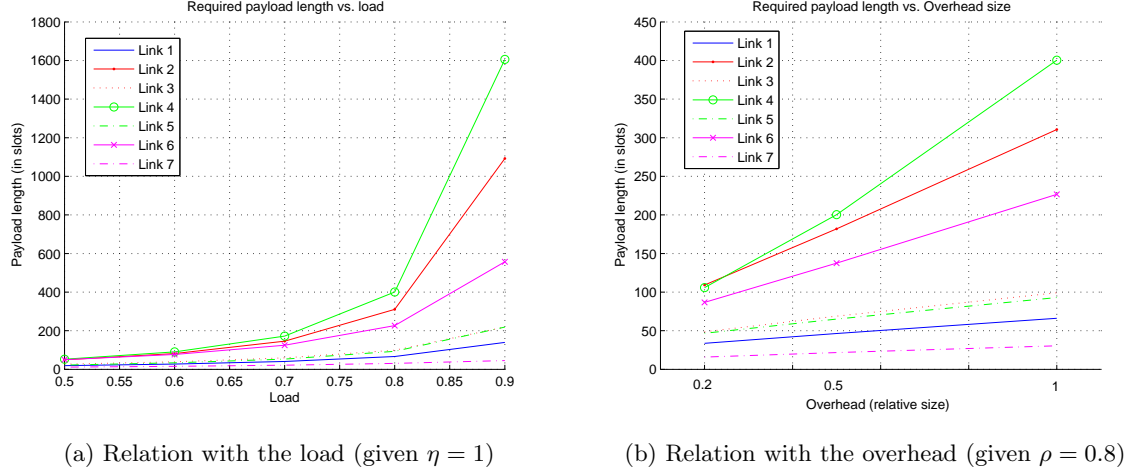 Required payload length vs. load
1800
1600
1400
1200
1000
800
600
400
200
0
Payload length (in slots)
Link 1
Link 2
Link 3
Link 4
Link 5
Link 6
Link 7
0.5 0.55 0.6 0.65 0.7 0.75 0.8 0.85 0.9
Load
(a) Relation with the load (given η = 1)
Required payload length vs. Overhead size
450
400
350
300
250
200
150
100
50
0
Payload length (in slots)
Link 1
Link 2
Link 3
Link 4
Link 5
Link 6
Link 7
0.2 0.5 1
Overhead (relative size)
(b) Relation with the overhead (given ρ = 0.8)